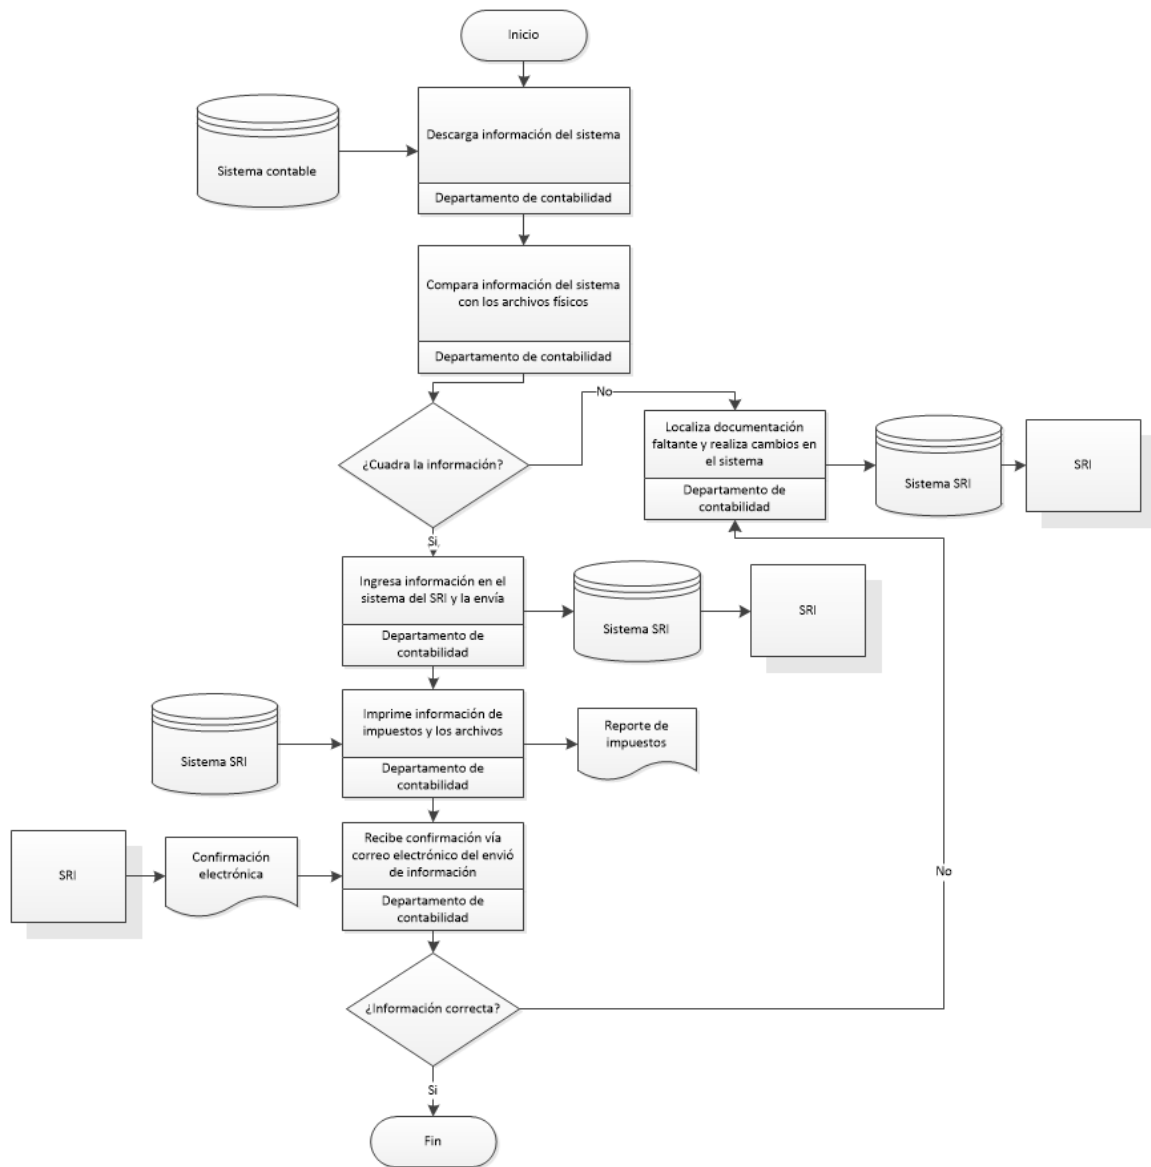 Inicio
Descarga información del sistema
Sistema contable
Departamento de contabilidad
Compara información del sistema
con los archivos físicos
Departamento de contabilidad
No
¿Cuadra la información?
Localiza documentación
faltante y realiza cambios en
el sistema
Departamento de
contabilidad
Sistema SRI
SRI
Si
Ingresa información en el
sistema del SRI y la envía
Departamento de
contabilidad
Sistema SRI
SRI
Sistema SRI
Imprime información de
impuestos y los archivos
Departamento de
contabilidad
Reporte de
impuestos
SRI
Confirmación
electrónica
Recibe confirmación vía
correo electrónico del envió
de información
Departamento de
contabilidad
No
¿Información correcta?
Si
Fin